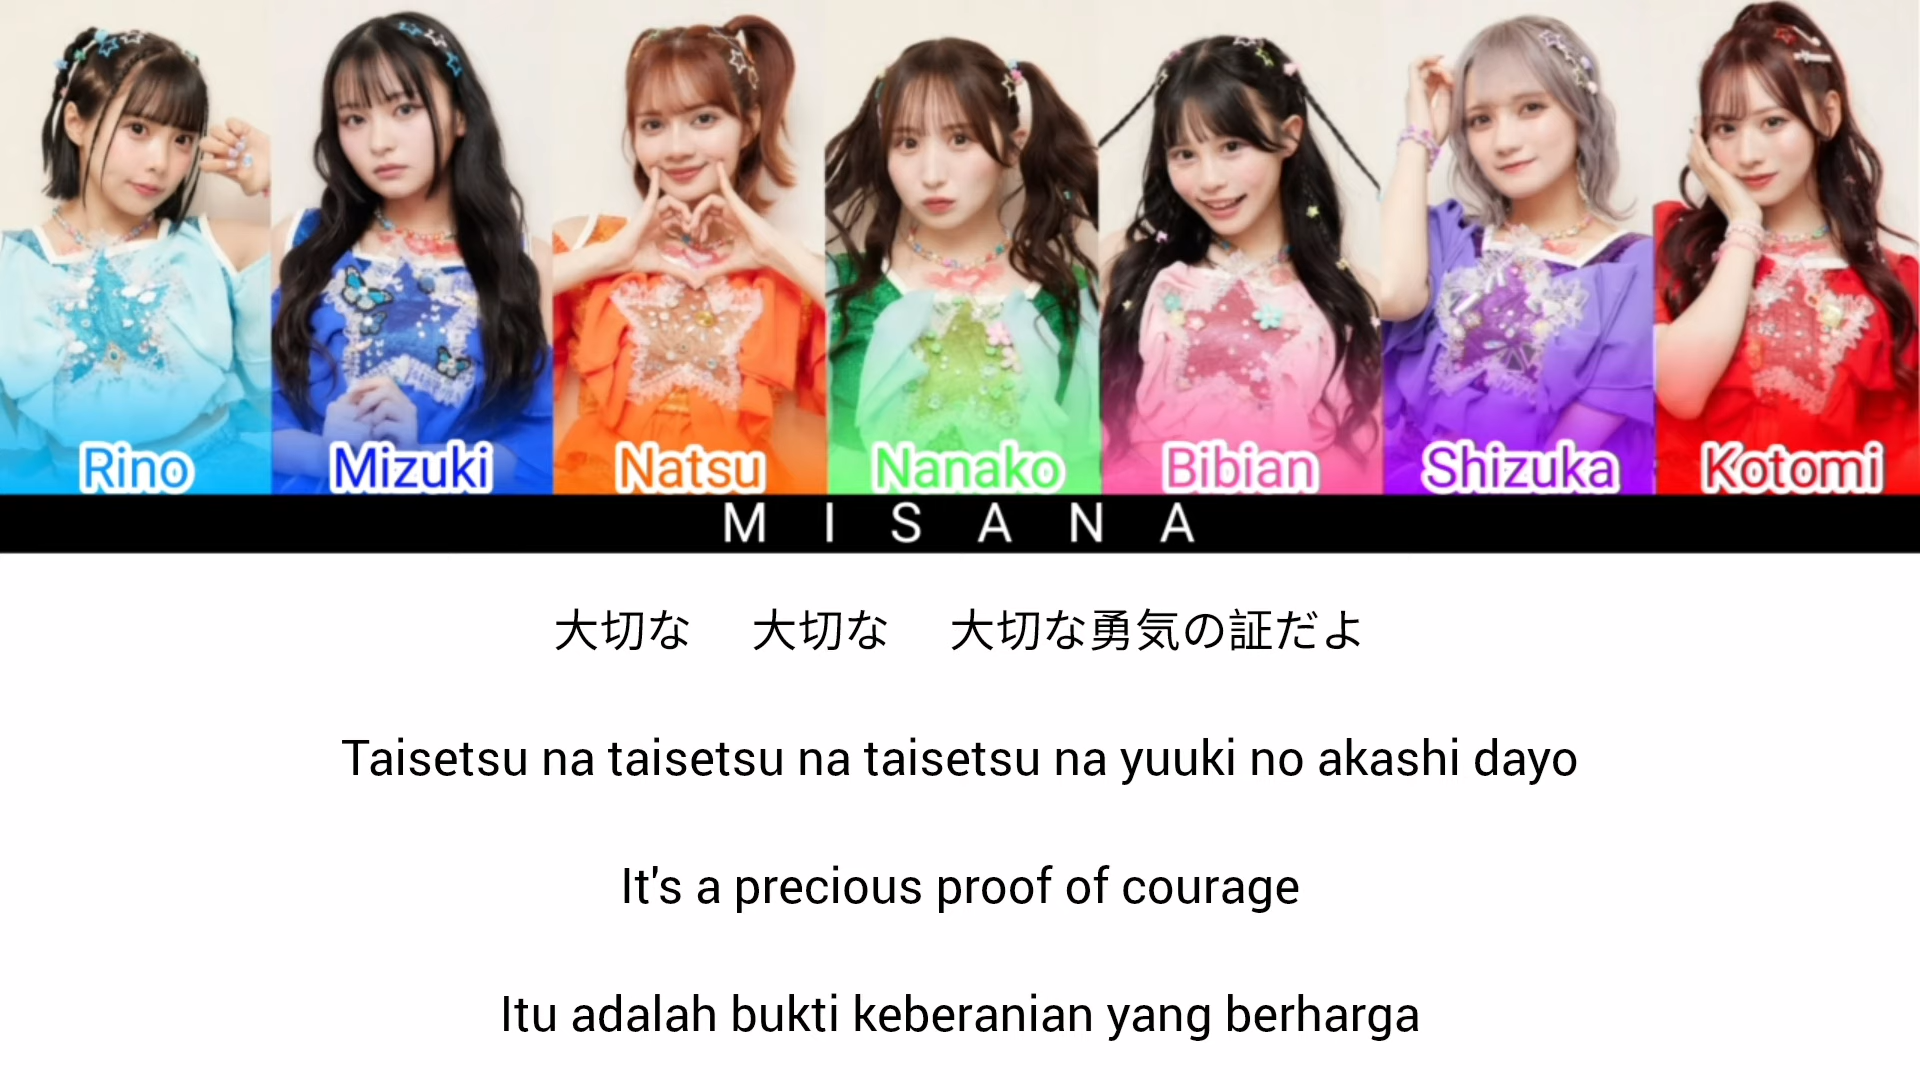 Rino Mizuki Natsu Nanako Bibian Shizuka Kotomi
MISANA
大切な 大切な 大切な勇気の証だよ
Taisetsu na taisetsu na taisetsu na yuuki no akashi dayo
It's a precious proof of courage
Itu adalah bukti keberanian yang berharga